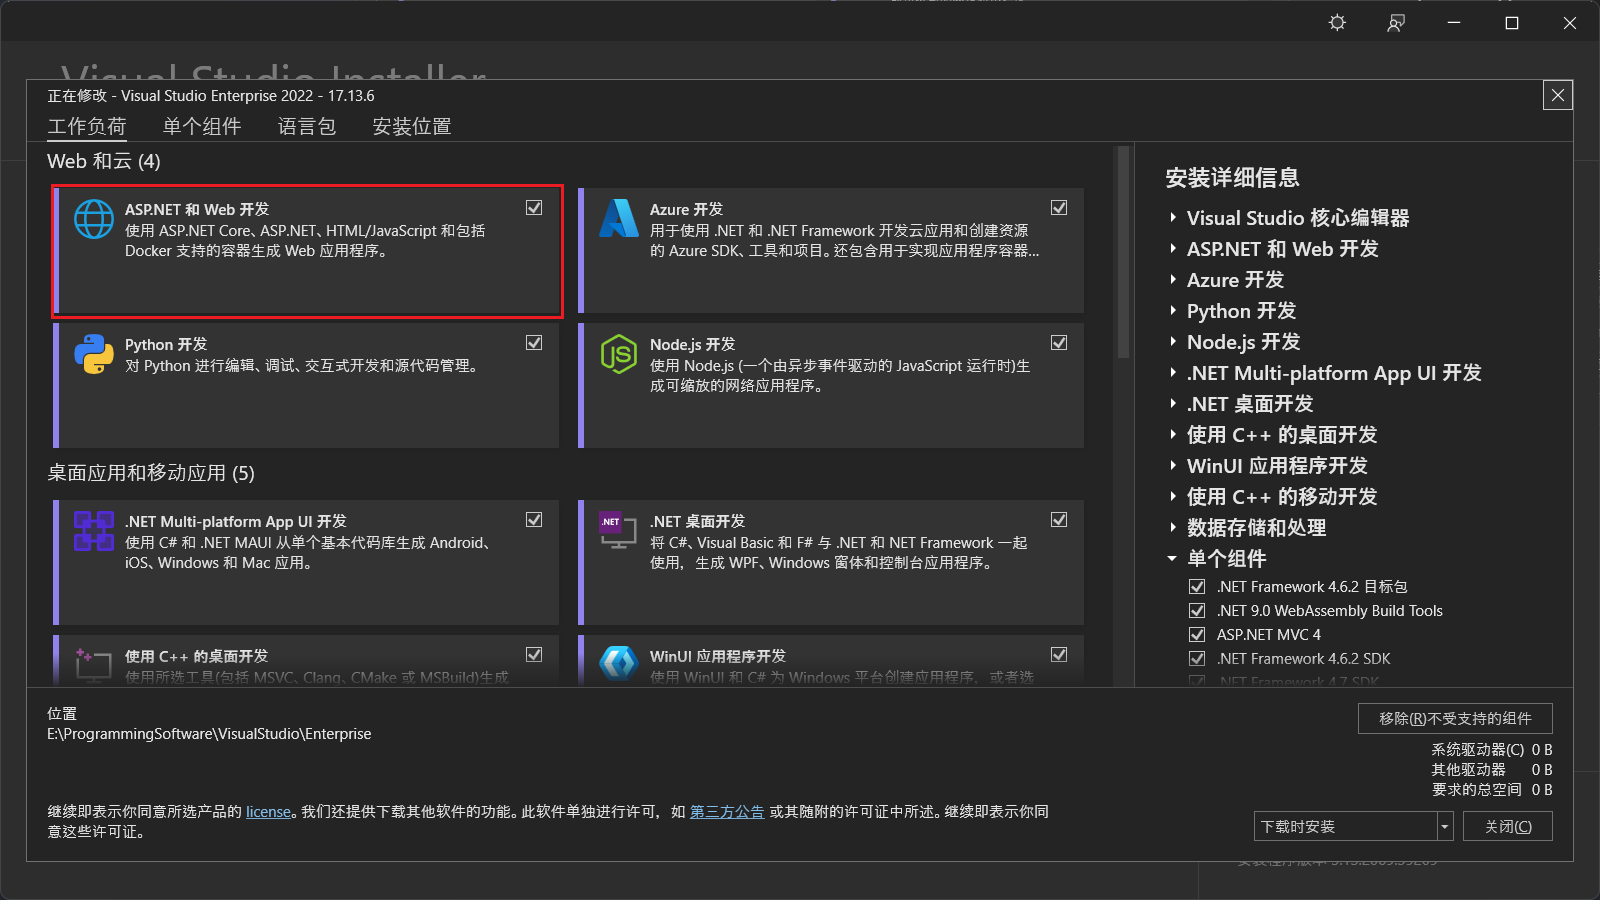 Visual Studio Installer
正在修改 - Visual Studio Enterprise 2022 - 17.13.6
工作负荷 单个组件 语言包 安装位置
Web 和云 (4)
ASP.NET 和 Web 开发
使用 ASP.NET Core、ASP.NET、HTML/JavaScript 和包括
Docker 支持的容器生成 Web 应用程序。
Azure 开发
用于使用 .NET 和 .NET Framework 开发云应用和创建资源
的 Azure SDK、工具和项目。还包含用于实现应用程序容器...
Python 开发
对 Python 进行编辑、调试、交互式开发和源代码管理。
Node.js 开发
使用 Node.js (一个由异步事件驱动的 JavaScript 运行时)生
成可缩放的网络应用程序。
桌面应用和移动应用 (5)
.NET Multi-platform App UI 开发
使用 C# 和 .NET MAUI 从单个基本代码库生成 Android、
iOS、Windows 和 Mac 应用。
.NET
.NET 桌面开发
将 C#、Visual Basic 和 F# 与 .NET 和 NET Framework 一起
使用，生成 WPF、Windows 窗体和控制台应用程序。
使用 C++ 的桌面开发
使用所选工具(包括 MSVC、Clang、CMake 或 MSBuild)生成
WinUI 应用程序开发
使用 WinUI 和 C# 为 Windows 平台创建应用程序，或者选
安装详细信息
Visual Studio 核心编辑器
ASP.NET 和 Web 开发
Azure 开发
Python 开发
Node.js 开发
.NET Multi-platform App UI 开发
.NET 桌面开发
使用 C++ 的桌面开发
WinUI 应用程序开发
使用 C++ 的移动开发
数据存储和处理
单个组件
.NET Framework 4.6.2 目标包
.NET 9.0 WebAssembly Build Tools
ASP.NET MVC 4
.NET Framework 4.6.2 SDK
.NET Framework 4.7 SDK
位置
E:\ProgrammingSoftware\VisualStudio\Enterprise
移除(R)不受支持的组件
系统驱动器(C) 0 B
其他驱动器 0 B
要求的总空间 0 B
继续即表示你同意所选产品的 license。我们还提供下载其他软件的功能。此软件单独进行许可，如 第三方公告 或其随附的许可证中所述。继续即表示你同
意这些许可证。
下载时安装
关闭(C)